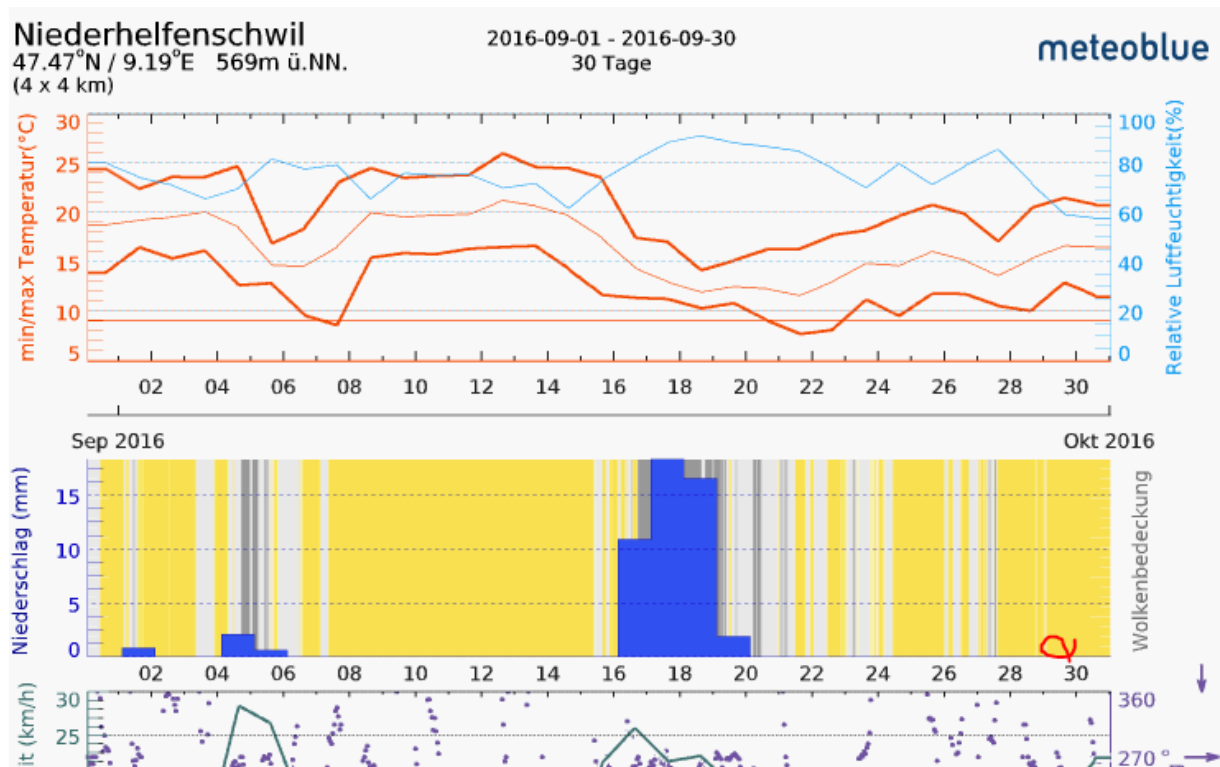 Niederhelfenschwil
47.47°N / 9.19°E 569m ü.NN.
(4 x 4 km)
2016-09-01 - 2016-09-30
30 Tage
meteoblue
min/max Temperatur(°C)
30
25
20
15
10
5
100
80
60
40
20
0
Relative Luftfeuchtigkeit(%)
02 04 06 08 10 12 14 16 18 20 22 24 26 28 30
Sep 2016 Okt 2016
Niederschlag (mm)
15
10
5
0
Wolkenbedeckung
02 04 06 08 10 12 14 16 18 20 22 24 26 28 30
it (km/h)
30
25
360
270 °